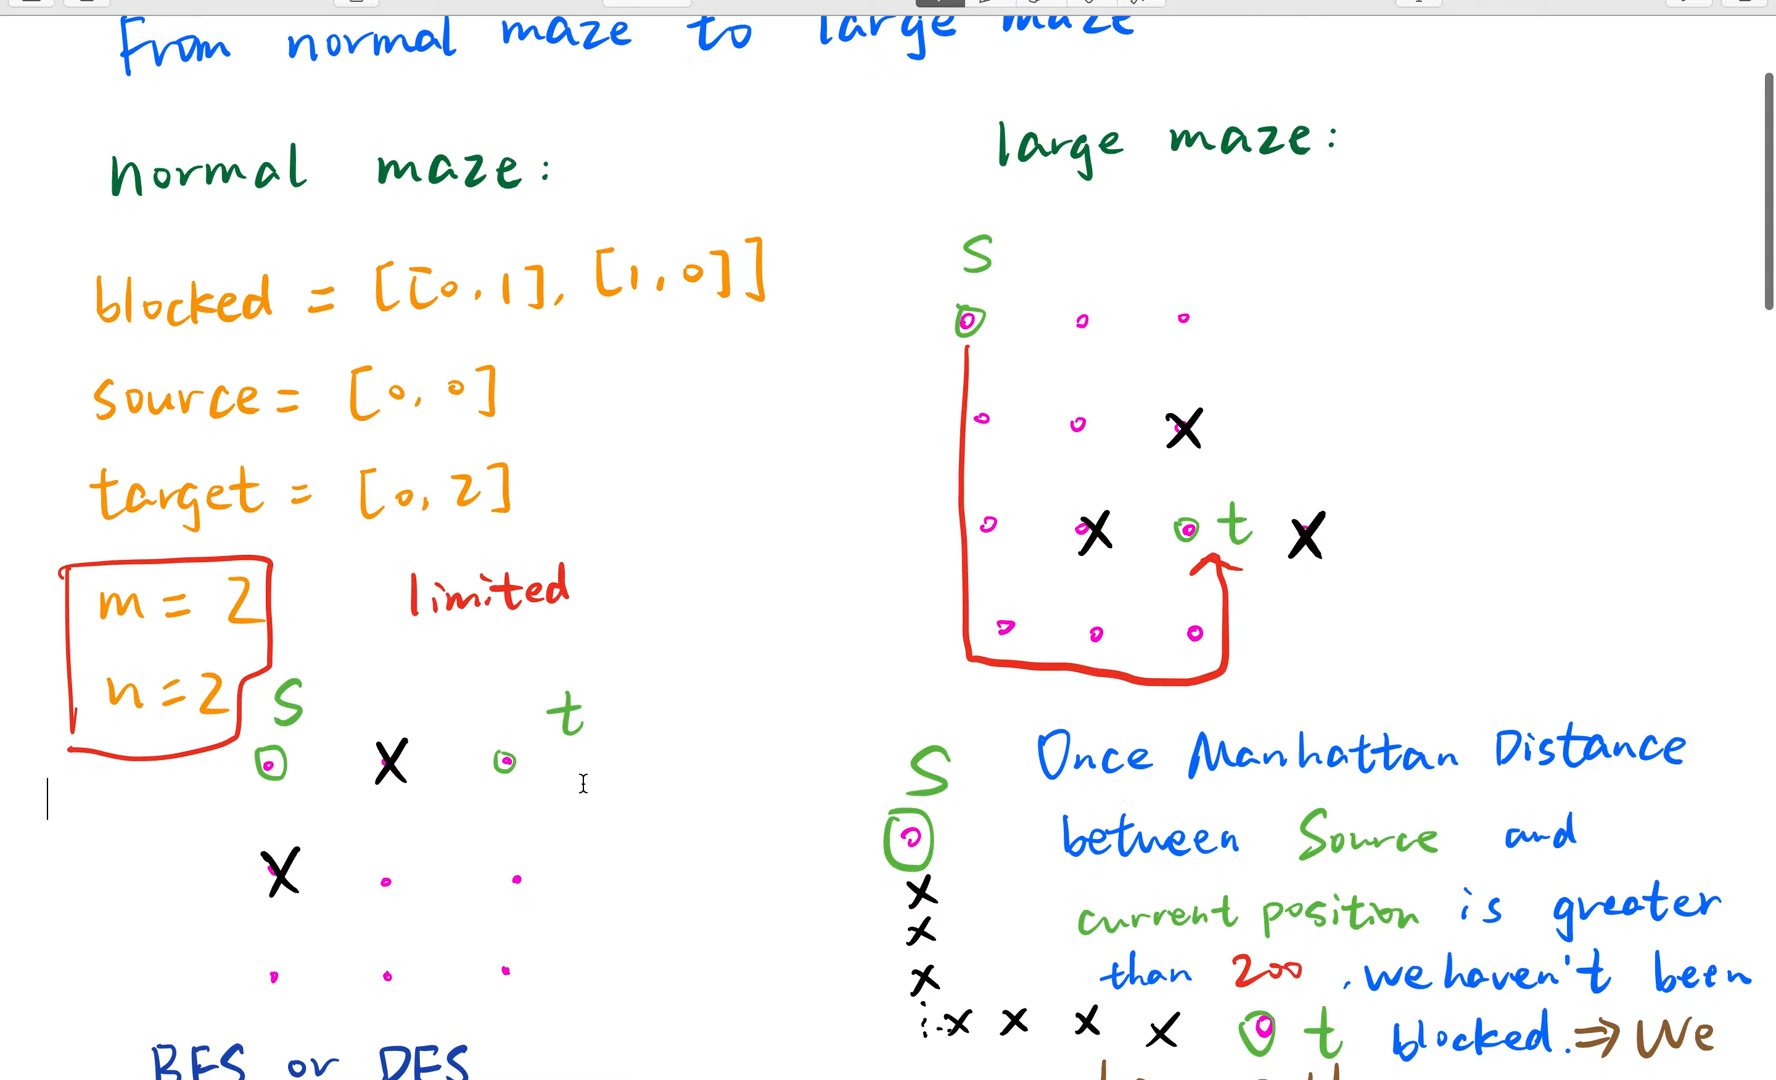 From normal maze to large maze
normal maze:
blocked = [[0,1], [1,0]]
source = [0,0]
target = [0,2]
m = 2
limited
n = 2
S
t
X
X
BFS or DFS
large maze:
S
X
X
t
X
S
Once Manhattan Distance
between Source and
current position is greater
than 200, we haven't been
blocked. ⇒ We
x
x
x
x x x x
t